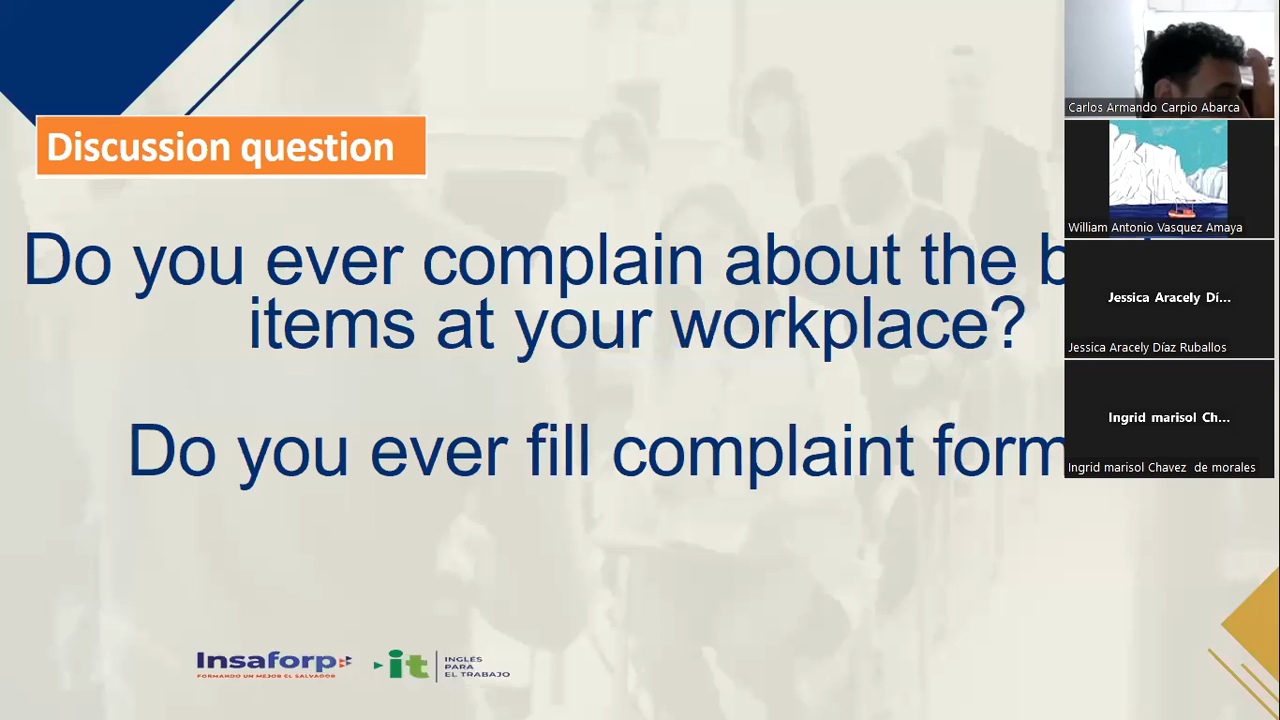 Discussion question
Do you ever complain about the
items at your workplace?
Do you ever fill complaint form
Insaforp
FORMANDO UN MEJOR EL SALVADOR
it
INGLÉS
PARA
EL TRABAJO
Carlos Armando Carpio Abarca
William Antonio Vasquez Amaya
Jessica Aracely Dí...
Jessica Aracely Díaz Ruballos
Ingrid marisol Ch...
Ingrid marisol Chavez de morales